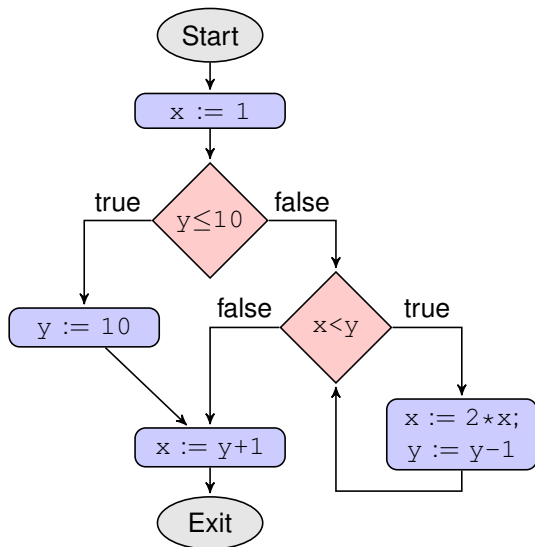 Start
x := 1
true
false
y≤10
false
true
y := 10
x<y
x := 2*x;
y := y-1
x := y+1
Exit